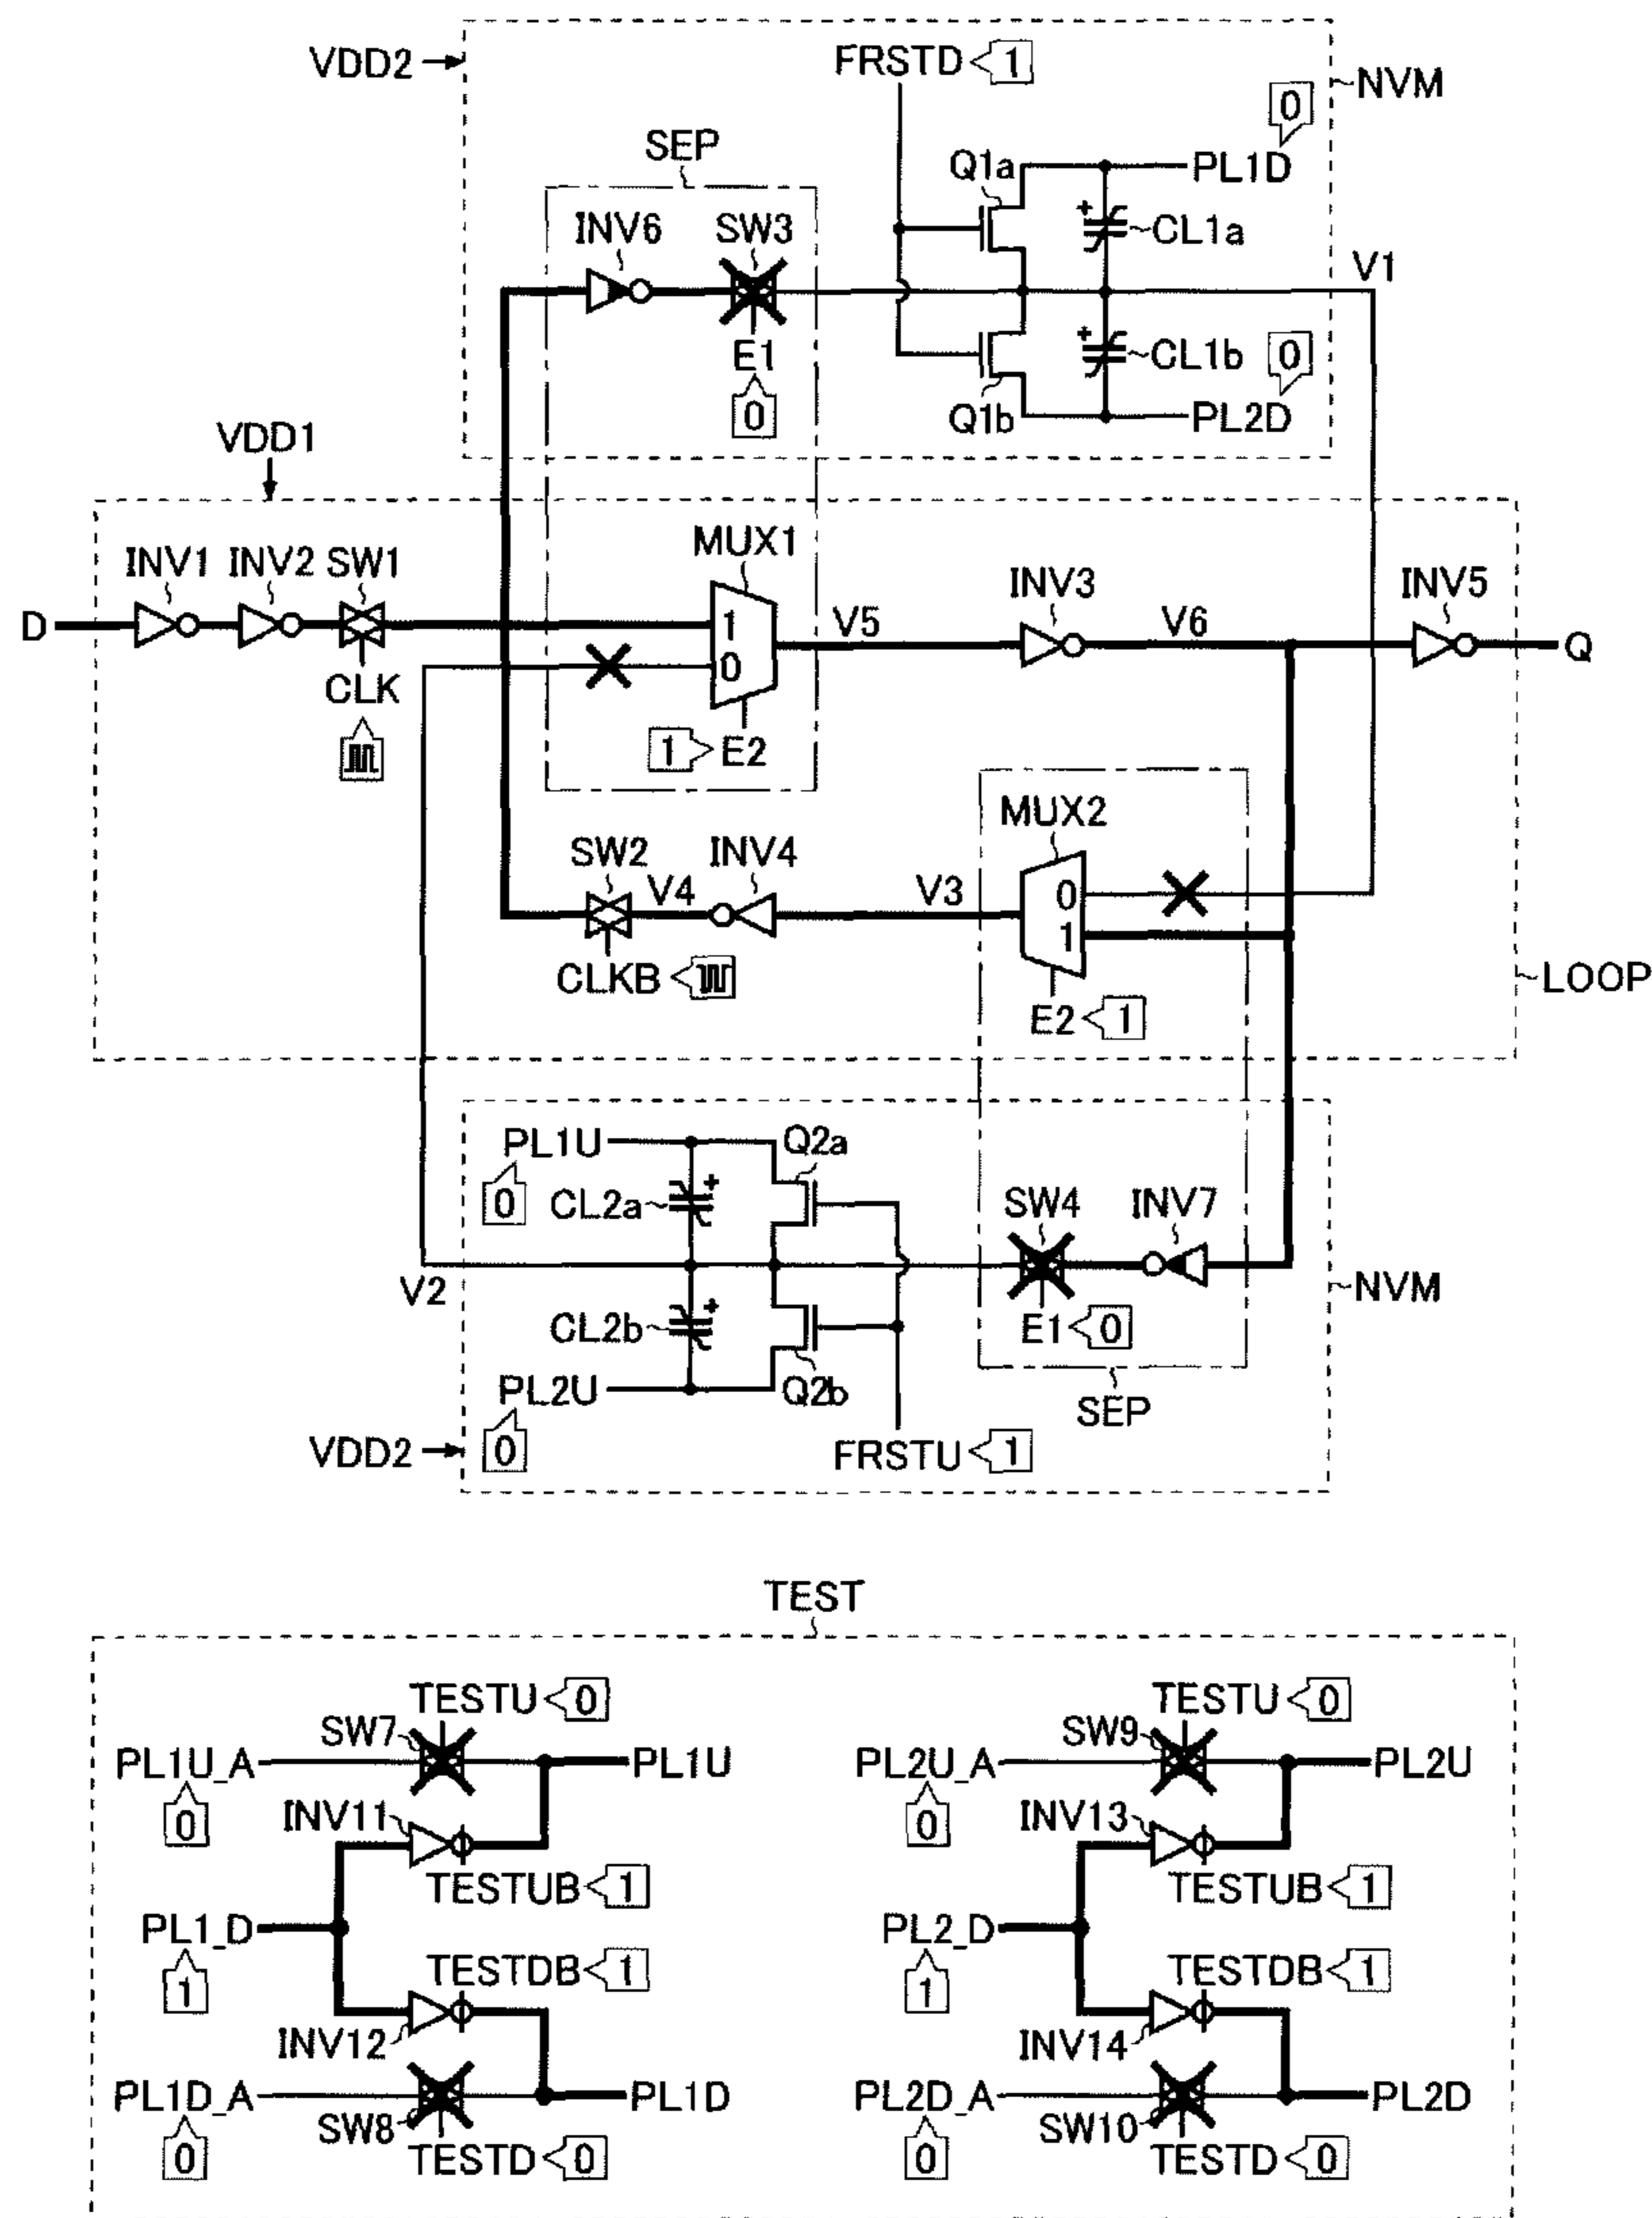 VDD2
FRSTD 1
NVM
0
SEP
Q1a
PL1D
INV6 SW3
+
CL1a
V1
E1
0
+
CL1b 0
Q1b
PL2D
VDD1
MUX1
INV1 INV2 SW1
INV3
INV5
D
1
V5
V6
Q
0
CLK
1 E2
MUX2
SW2
INV4
V4
V3
0
1
CLKB
LOOP
E2 1
PL1U
Q2a
0
CL2a
+
SW4
INV7
V2
NVM
CL2b
+
E1 0
PL2U
Q2b
SEP
VDD2
0
FRSTU 1
TEST
TESTU 0
TESTU 0
SW7
SW9
PL1U_A
PL1U
PL2U_A
PL2U
0
INV11
0
INV13
TESTUB 1
TESTUB 1
PL1_D
PL2_D
1
TESTDB 1
1
TESTDB 1
INV12
INV14
PL1D_A
PL1D
PL2D_A
PL2D
SW8
SW10
0
TESTD 0
0
TESTD 0